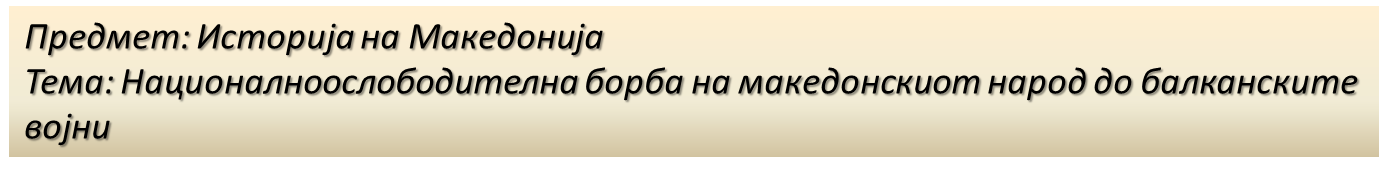 Предмет: Историја на Македонија
Тема: Националноослободителна борба на македонскиот народ до балканските
војни